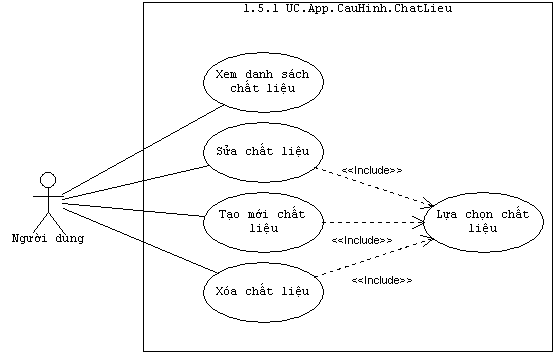 1.5.1 UC.App.CauHinh.ChatLieu
Xem danh sách
chất liệu
Sửa chất liệu
<<Include>>
Tạo mới chất
liệu
Lựa chọn chất
liệu
<<Include>>
Người dùng
Xóa chất liệu
<<Include>>